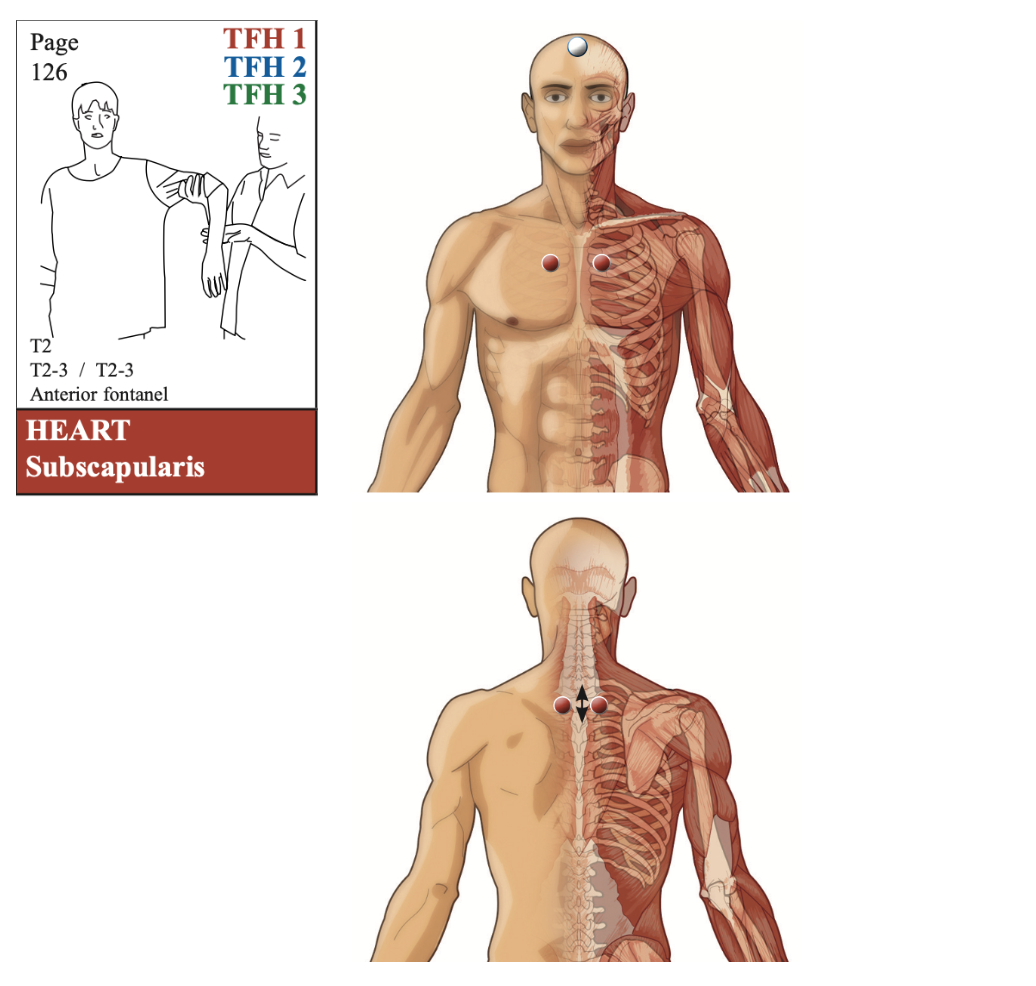 Page
126
TFH 1
TFH 2
TFH 3
T2
T2-3 / T2-3
Anterior fontanel
HEART
Subscapularis